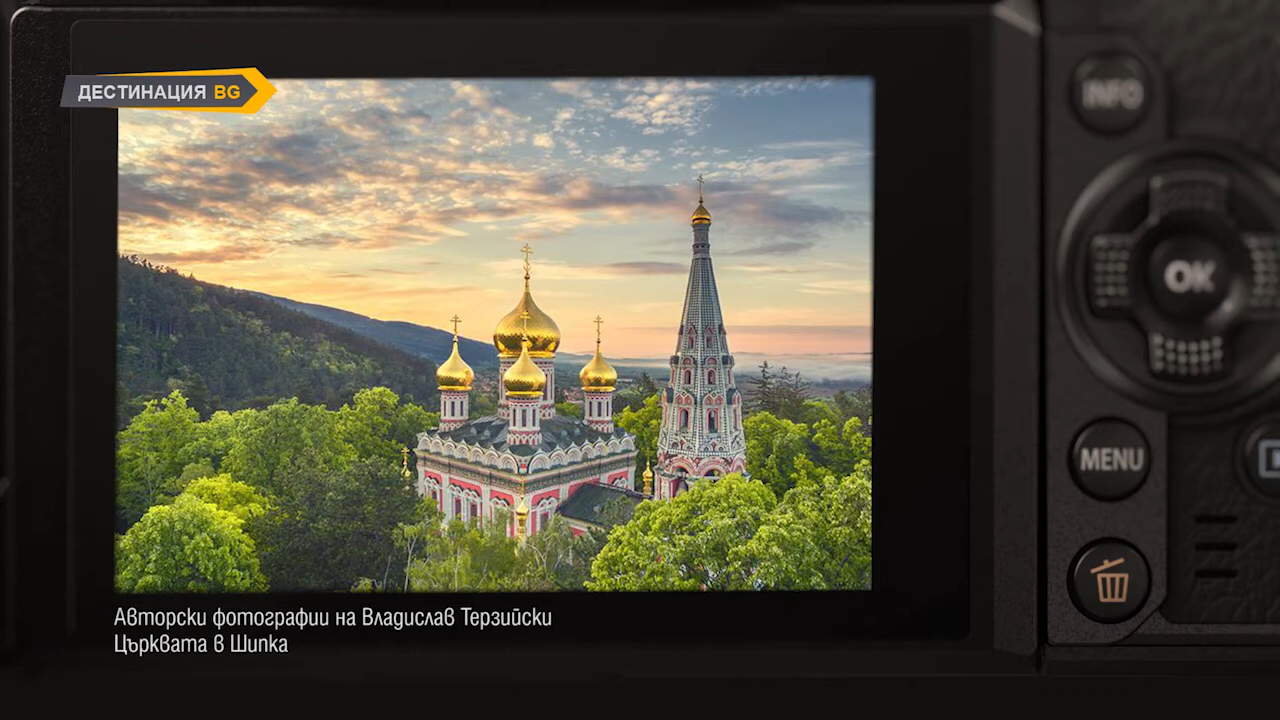 ДЕСТИНАЦИЯ BG
INFO
OK
MENU
Авторски фотографии на Владислав Терзийски
Църквата в Шипка